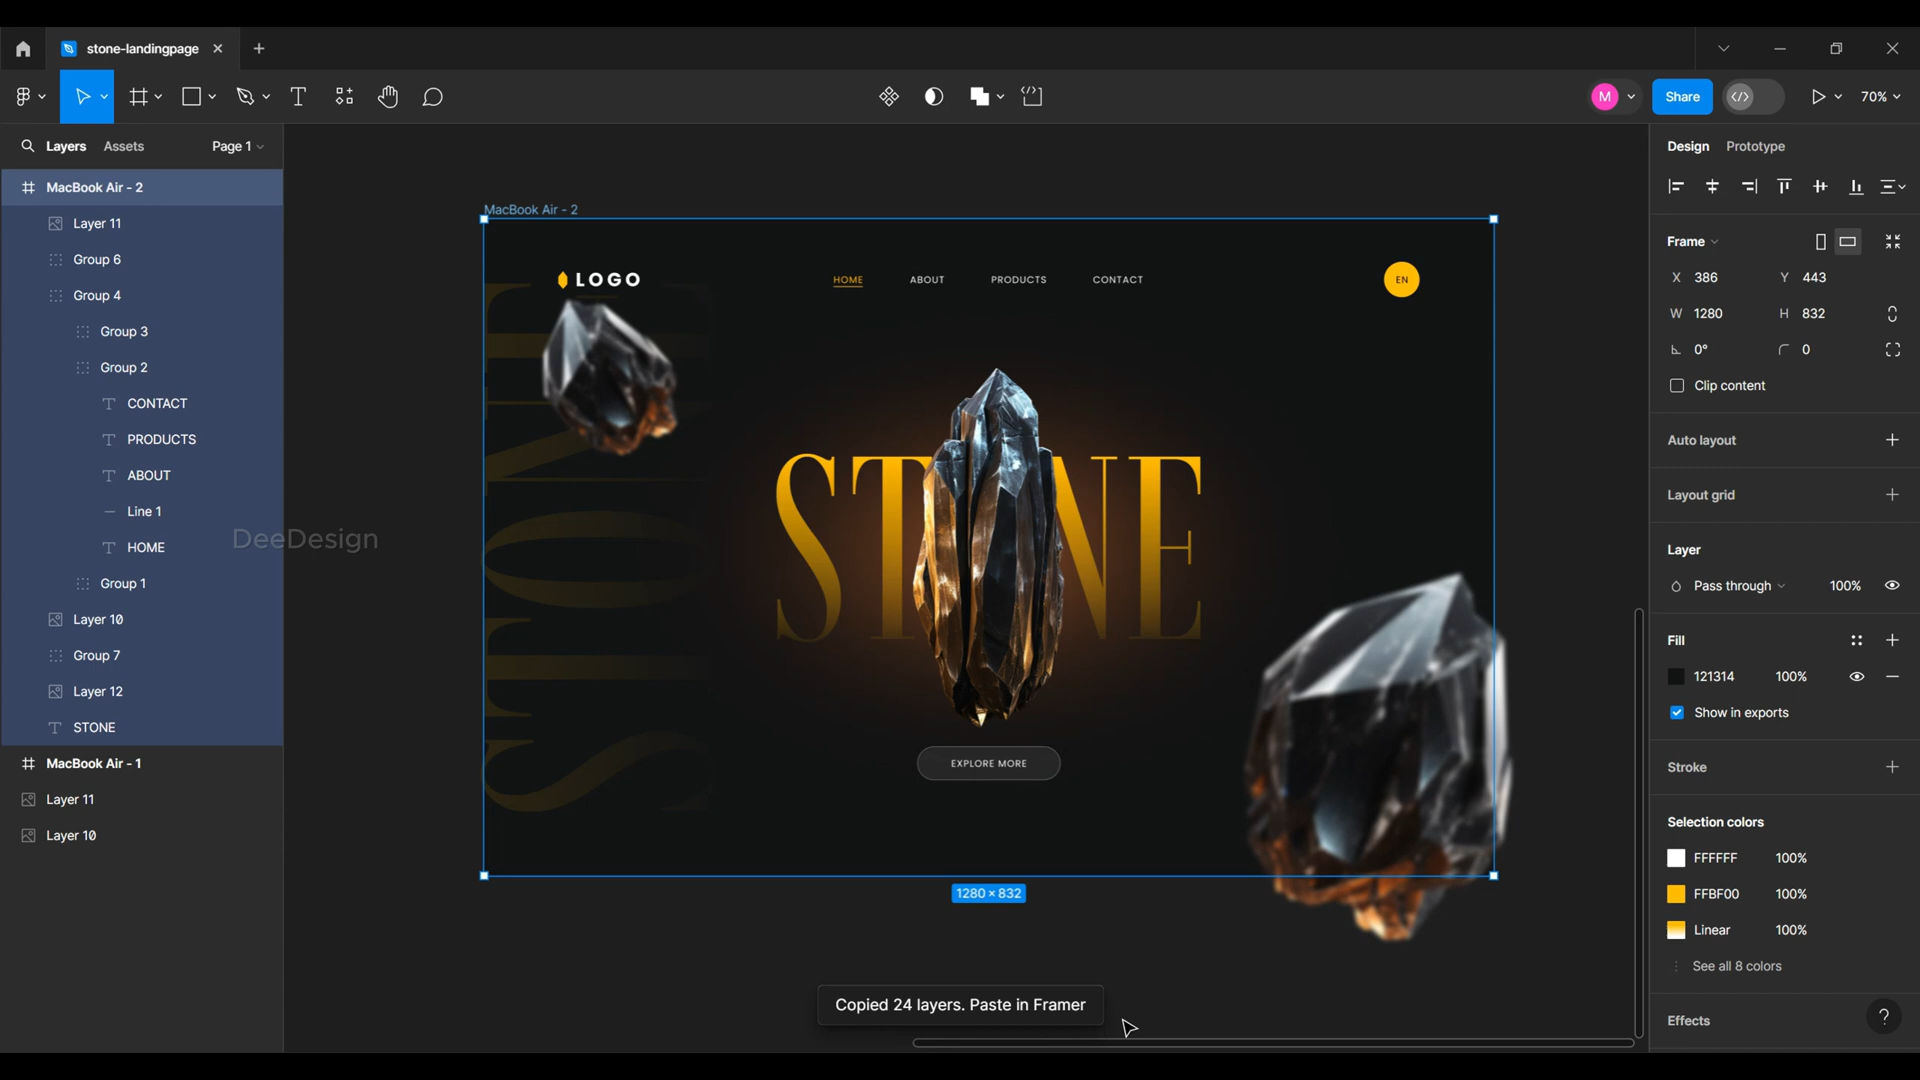 stone-landingpage
M
Share
70%
Layers
Assets
Page 1
MacBook Air - 2
Layer 11
Group 6
Group 4
Group 3
Group 2
CONTACT
PRODUCTS
ABOUT
Line 1
HOME
Group 1
Layer 10
Group 7
Layer 12
STONE
MacBook Air - 1
Layer 11
Layer 10
DeeDesign
MacBook Air - 2
LOGO
HOME
ABOUT
PRODUCTS
CONTACT
EN
STONE
STONE
EXPLORE MORE
1280 × 832
Copied 24 layers. Paste in Framer
Design
Prototype
Frame
X 386
Y 443
W 1280
H 832
0°
0
Clip content
Auto layout
Layout grid
Layer
Pass through
100%
Fill
121314
100%
Show in exports
Stroke
Selection colors
FFFFFF
100%
FFBF00
100%
Linear
100%
See all 8 colors
Effects
?